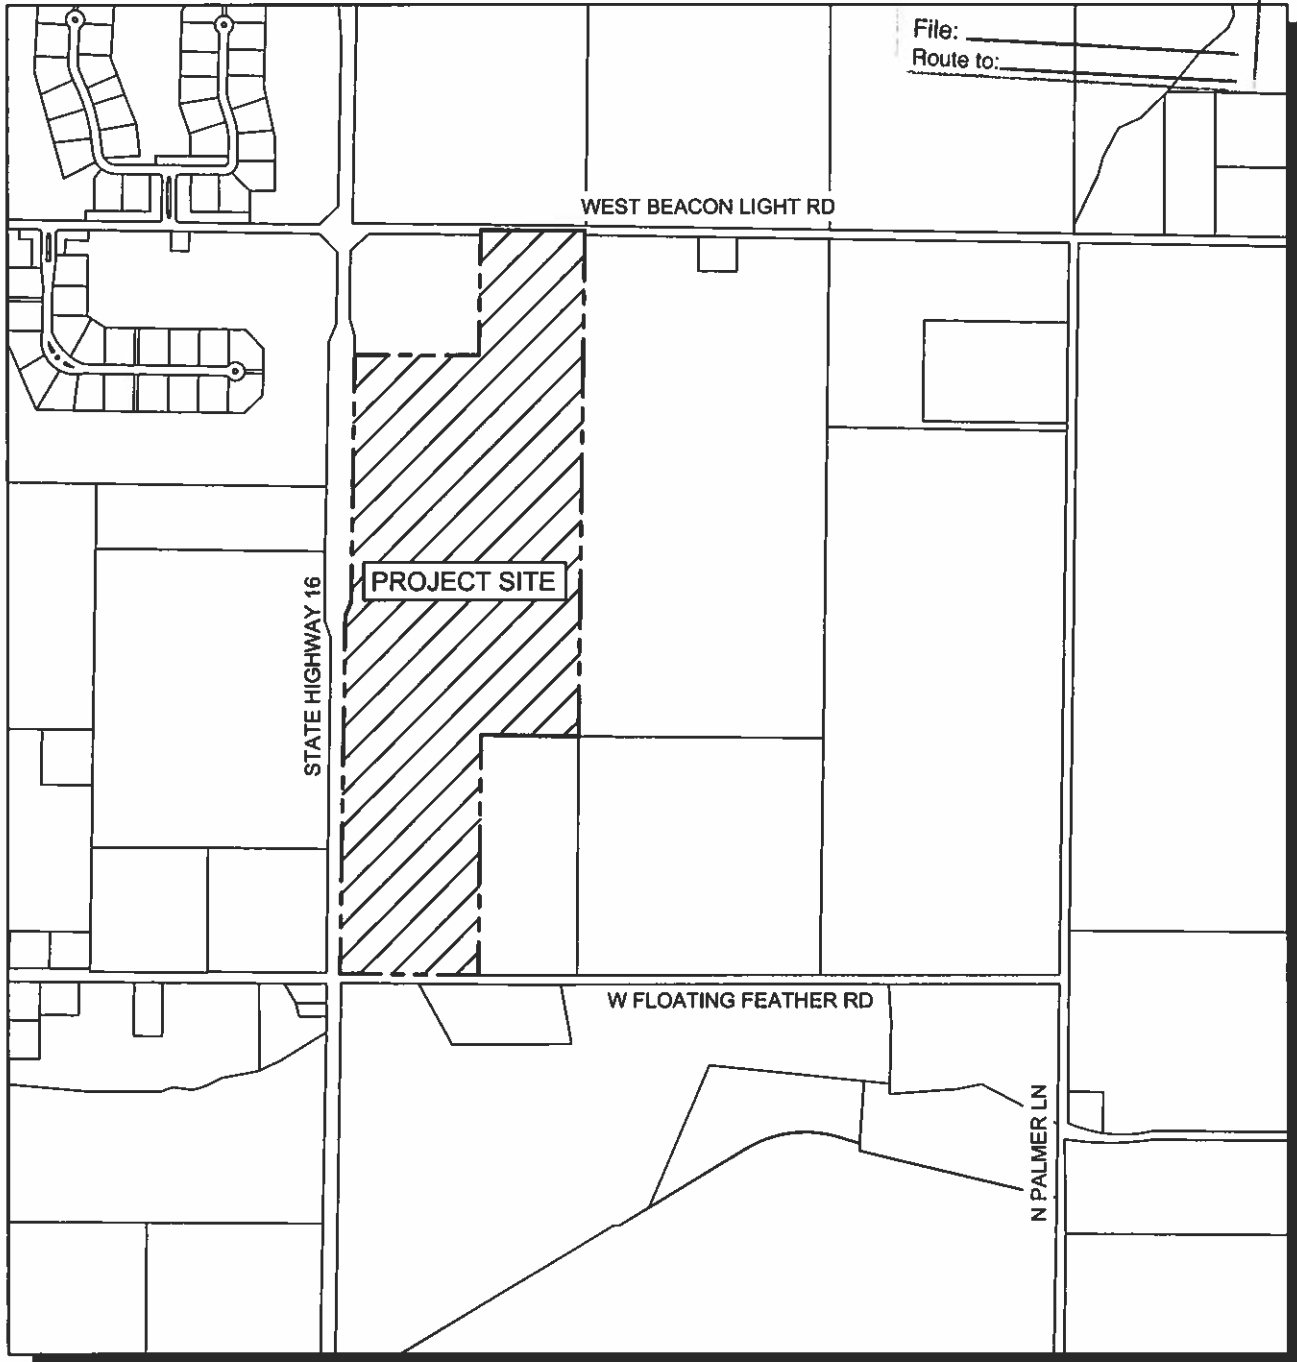 File:
Route to:
WEST BEACON LIGHT RD
PROJECT SITE
STATE HIGHWAY 16
W FLOATING FEATHER RD
N PALMER LN